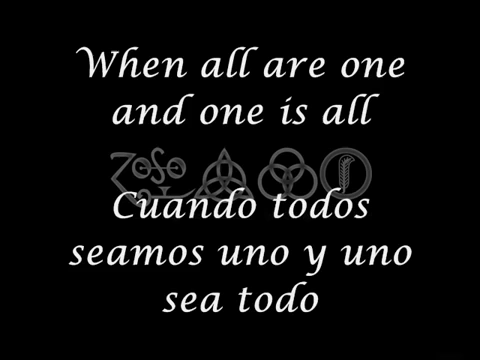 When all are one
and one is all
Cuando todos
seamos uno y uno
sea todo